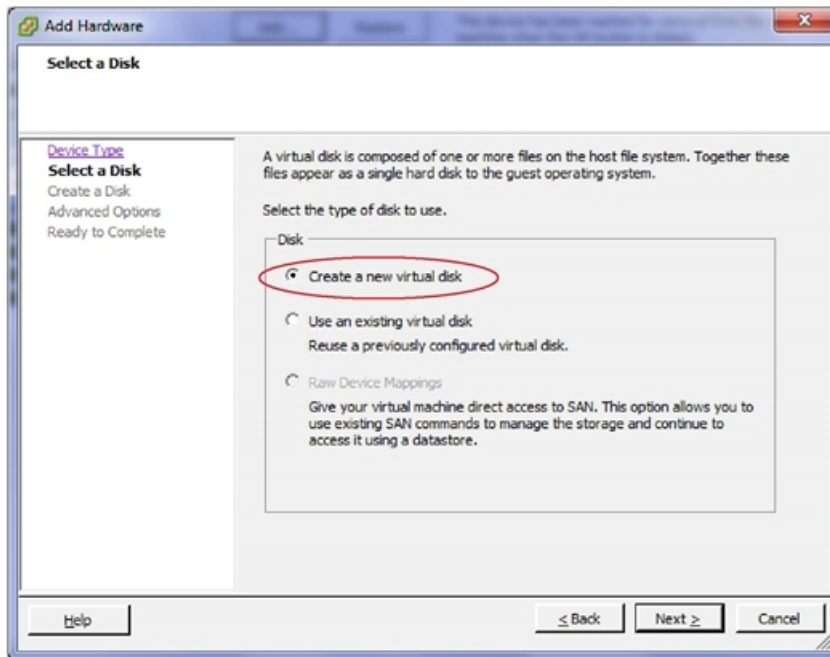 Add Hardware
Select a Disk
Device Type
Select a Disk
Create a Disk
Advanced Options
Ready to Complete
A virtual disk is composed of one or more files on the host file system. Together these
files appear as a single hard disk to the guest operating system.
Select the type of disk to use.
Disk
Create a new virtual disk
Use an existing virtual disk
Reuse a previously configured virtual disk.
Raw Device Mappings
Give your virtual machine direct access to SAN. This option allows you to
use existing SAN commands to manage the storage and continue to
access it using a datastore.
Help
< Back
Next >
Cancel